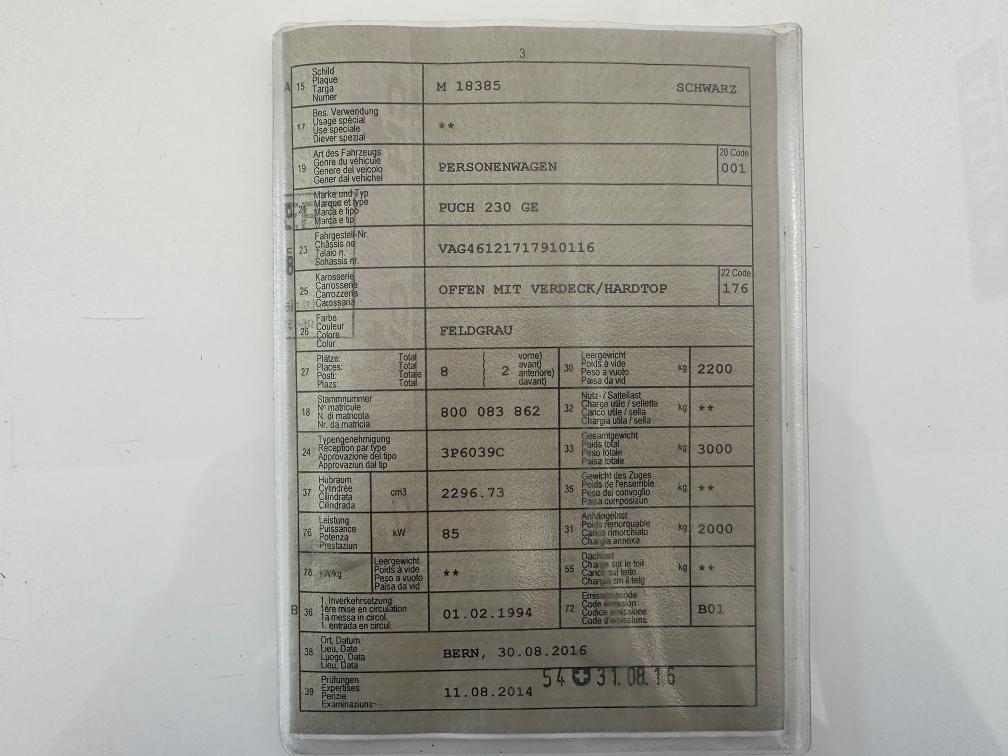 3
A 15 Schild
Plaque
Targa
Numer
M 18385 SCHWARZ
17 Bes. Verwendung
Usage spécial
Use speciale
Diever spezial
**
19 Art des Fahrzeugs
Genre du véhicule
Genere del veicolo
Gener dal vehichel
PERSONENWAGEN
20 Code
001
21 Marke und Typ
Marque et type
Marca e tipo
Marca e tip
PUCH 230 GE
23 Fahrgestell-Nr.
Châssis no
Telaio n.
Schassis nr.
VAG46121717910116
25 Karosserie
Carrosserie
Carrozzeria
Carossaria
OFFEN MIT VERDECK/HARDTOP
22 Code
176
26 Farbe
Couleur
Colore
Colur
FELDGRAU
27 Plätze: Total
Places: Total
Posti: Totale
Plazs: Total
8 ( 2 vorne)
avant)
anteriore)
davant)
30 Leergewicht
Poids à vide
Peso a vuoto
Paisa da vid
kg 2200
18 Stammnummer
No matricule
N. di matricola
Nr. da matricla
800 083 862
32 Nutz-/ Sattellast
Charge utile / sellette
Carico utile / sella
Chargia utila / sella
kg **
24 Typengenehmigung
Réception par type
Approvazione del tipo
Approvaziun dal tip
3P6039C
33 Gesamtgewicht
Poids total
Peso totale
Paisa totale
kg 3000
37 Hubraum
Cylindrée
Cilindrata
Cilindrada
cm3 2296.73
35 Gewicht des Zuges
Poids de l'ensemble
Peso del convoglio
Paisa cumposiziun
kg **
76 Leistung
Puissance
Potenza
Prestaziun
kW 85
31 Anhängelast
Poids remorquable
Carico rimorchiato
Chargia annexa
kg 2000
78 kW/kg
Leergewicht
Poids à vide
Peso a vuoto
Paisa da vid
**
55 Dachlast
Charge sur le toit
Carico sul tetto
Chargia sin il tetg
kg **
B 36 1. Inverkehrsetzung
1ère mise en circulation
1a messa in circol.
1. entrada en circul.
01.02.1994
72 Emissionscode
Code émission
Codice emissione
Code d'emissiuns
B01
38 Ort, Datum
Lieu, Date
Luogo, Data
Lieu, Data
BERN, 30.08.2016
39 Prüfungen
Expertises
Perizie
Examinaziuns
11.08.2014 54 31.08.16